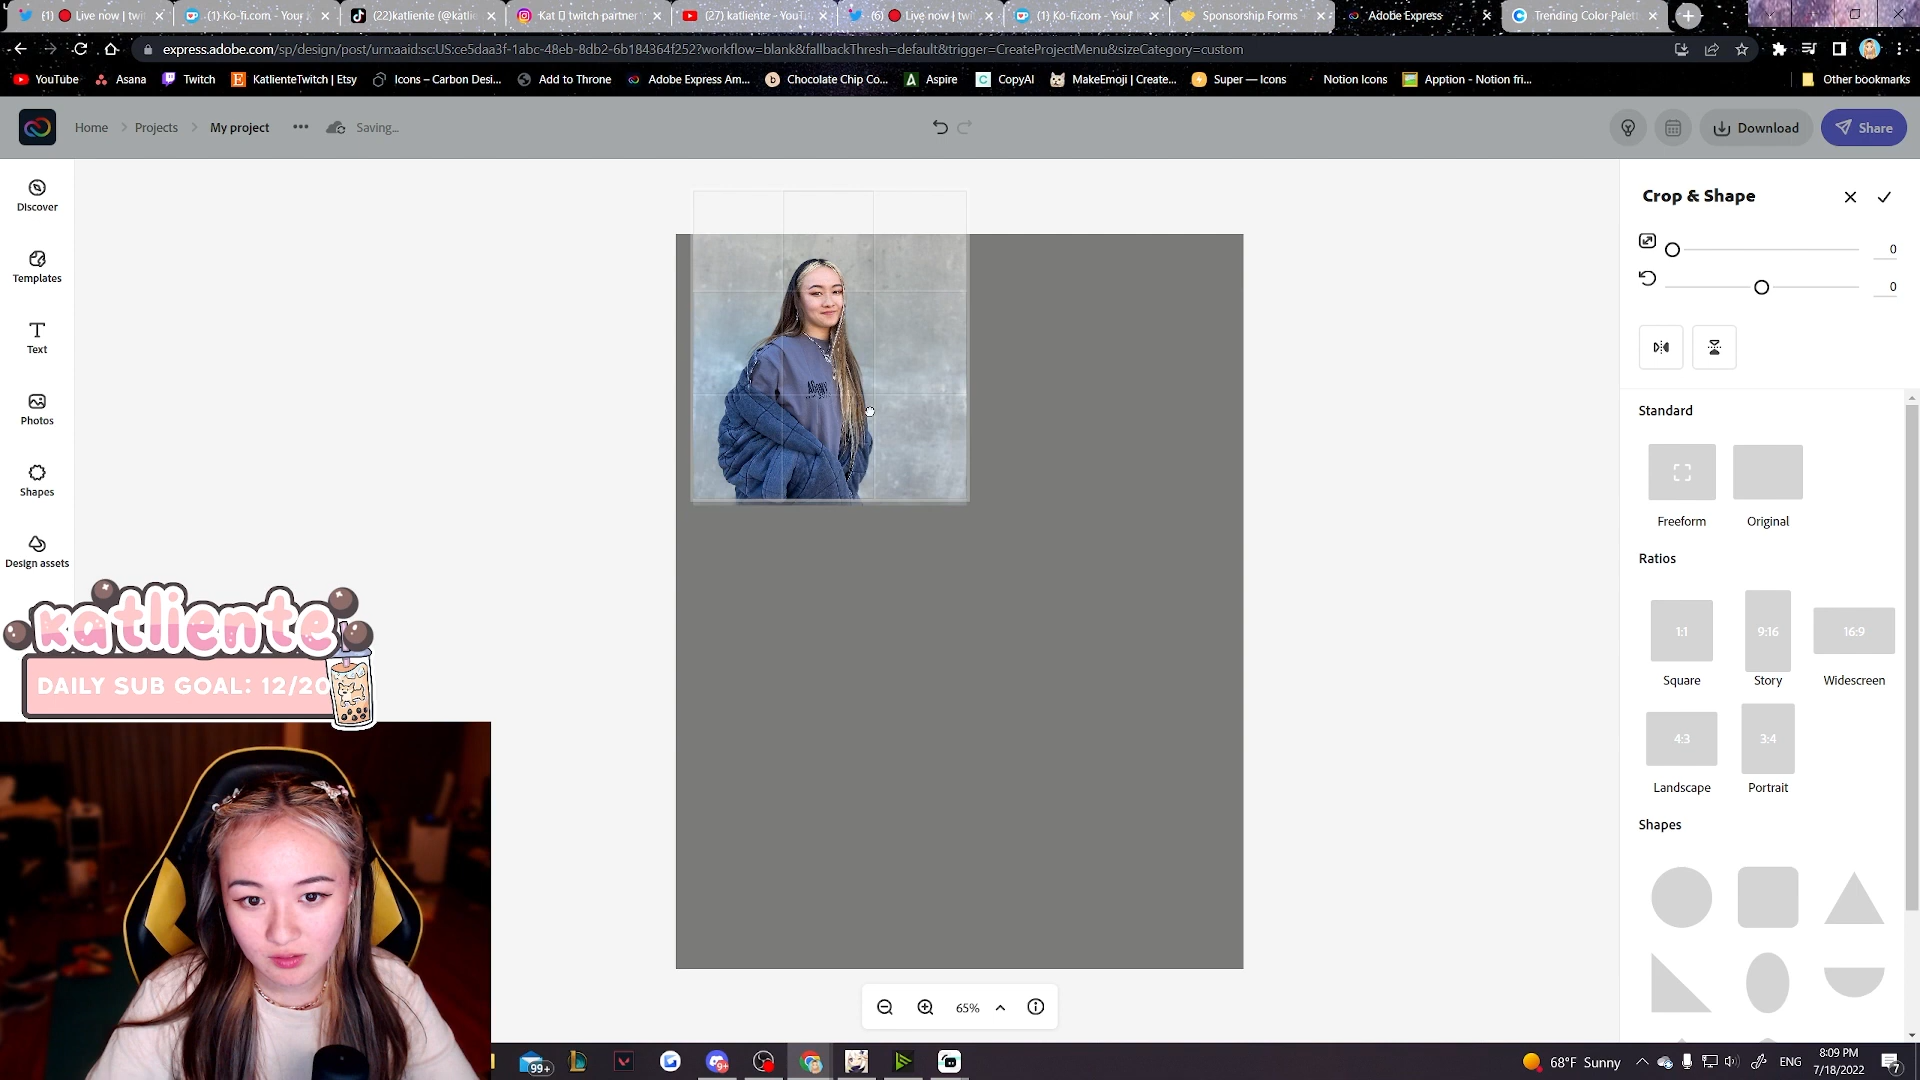 (1) 🔴 Live now | twi
(1) Ko-fi.com - Your
(22)katliente (@katlie
Kat twitch partner
(27) katliente - YouTu
(6) 🔴 Live now | tw
(1) Ko-fi.com - Your
Sponsorship Forms
Adobe Express
Trending Color Palet
express.adobe.com/sp/design/post/urn:aaid:sc:US:ce5daa3f-1abc-48eb-8db2-6b184364f252?workflow=blank&fallbackThresh=default&trigger=CreateProjectMenu&sizeCategory=custom
YouTube
Asana
Twitch
KatlienteTwitch | Etsy
Icons – Carbon Desi...
Add to Throne
Adobe Express Am...
Chocolate Chip Co...
Aspire
CopyAI
MakeEmoji | Create...
Super — Icons
Notion Icons
Apption - Notion fri...
Other bookmarks
Home
Projects
My project
Saving...
Download
Share
Discover
Templates
Text
Photos
Shapes
Design assets
Crop & Shape
0
0
Standard
Freeform
Original
Ratios
1:1
9:16
16:9
Square
Story
Widescreen
4:3
3:4
Landscape
Portrait
Shapes
katliente
DAILY SUB GOAL: 12/20
65%
99+
9+
68°F Sunny
ENG
8:09 PM
7/18/2022
7